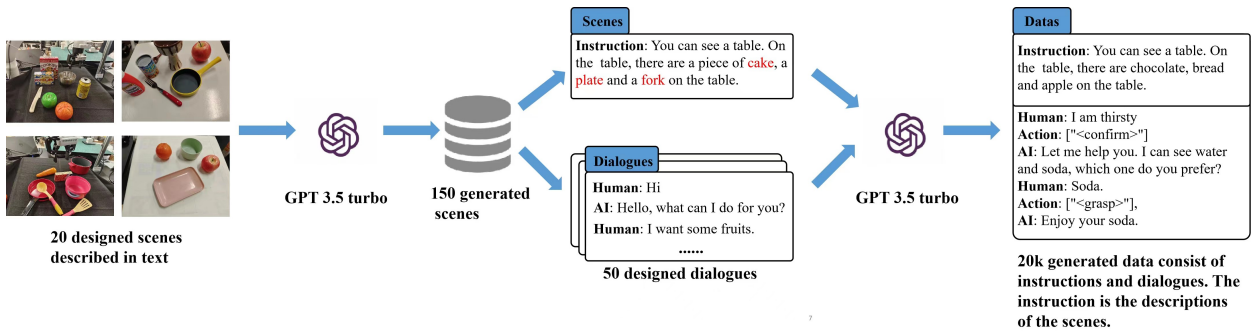 20 designed scenes
described in text
GPT 3.5 turbo
150 generated
scenes
Scenes
Instruction: You can see a table. On
the table, there are a piece of cake, a
plate and a fork on the table.
Dialogues
Human: Hi
AI: Hello, what can I do for you?
Human: I want some fruits.
......
50 designed dialogues
GPT 3.5 turbo
Datas
Instruction: You can see a table. On
the table, there are chocolate, bread
and apple on the table.
Human: I am thirsty
Action: ["<confirm>"]
AI: Let me help you. I can see water
and soda, which one do you prefer?
Human: Soda.
Action: ["<grasp>"],
AI: Enjoy your soda.
20k generated data consist of
instructions and dialogues. The
instruction is the descriptions
of the scenes.
7